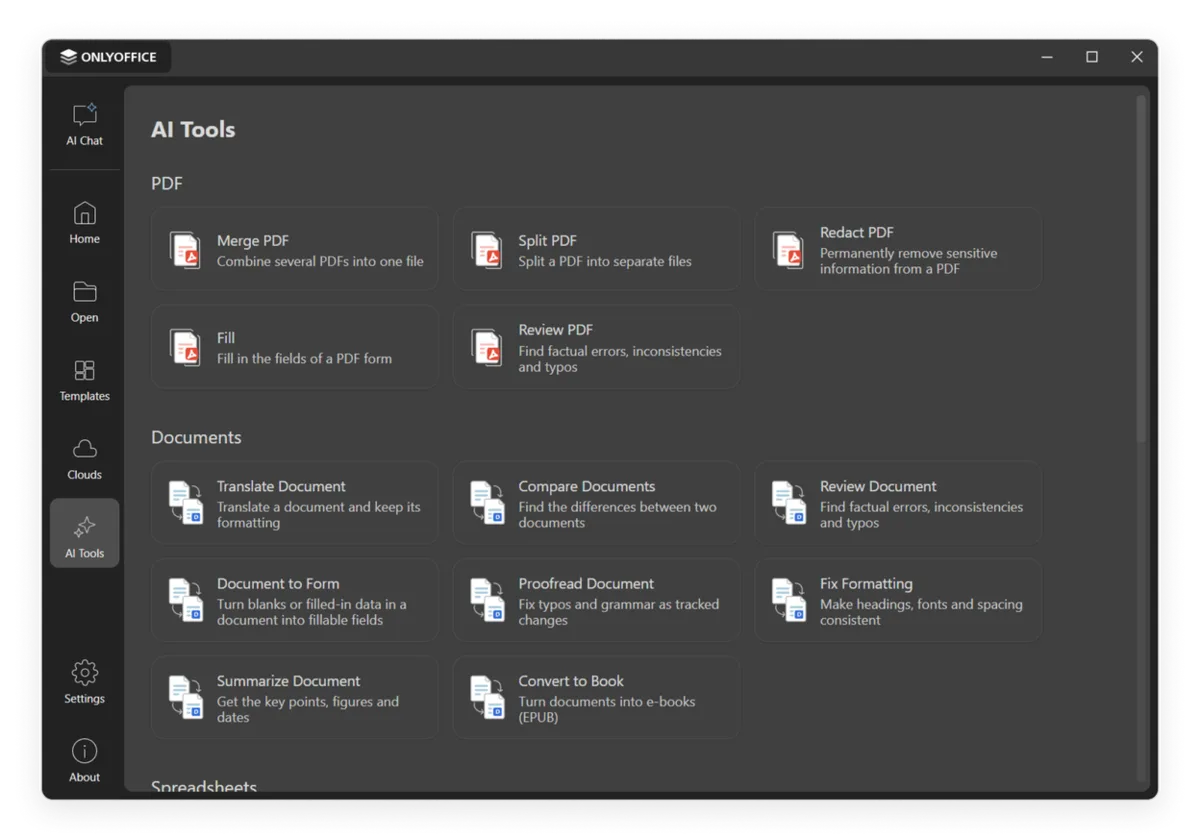 ONLYOFFICE
AI Chat
Home
Open
Templates
Clouds
AI Tools
Settings
About
AI Tools
PDF
Merge PDF
Combine several PDFs into one file
Split PDF
Split a PDF into separate files
Redact PDF
Permanently remove sensitive
information from a PDF
Fill
Fill in the fields of a PDF form
Review PDF
Find factual errors, inconsistencies
and typos
Documents
Translate Document
Translate a document and keep its
formatting
Compare Documents
Find the differences between two
documents
Review Document
Find factual errors, inconsistencies
and typos
Document to Form
Turn blanks or filled-in data in a
document into fillable fields
Proofread Document
Fix typos and grammar as tracked
changes
Fix Formatting
Make headings, fonts and spacing
consistent
Summarize Document
Get the key points, figures and
dates
Convert to Book
Turn documents into e-books
(EPUB)
Spreadsheets